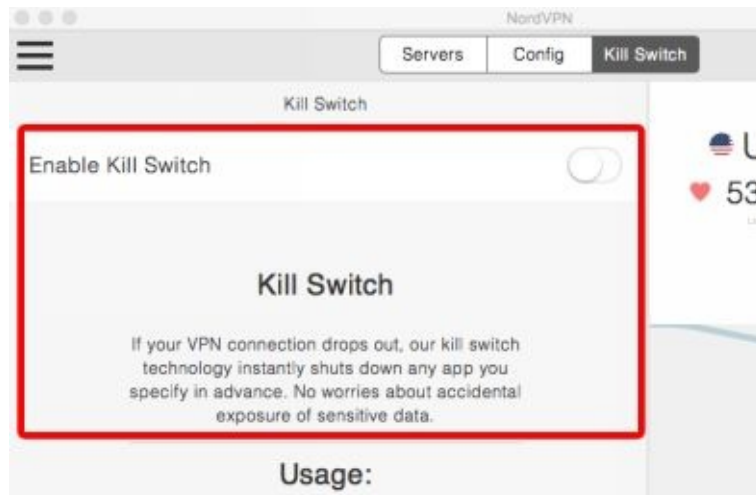 NordVPN
Servers Config Kill Switch
Kill Switch
Enable Kill Switch
Kill Switch
If your VPN connection drops out, our kill switch
technology instantly shuts down any app you
specify in advance. No worries about accidental
exposure of sensitive data.
Usage:
U
53